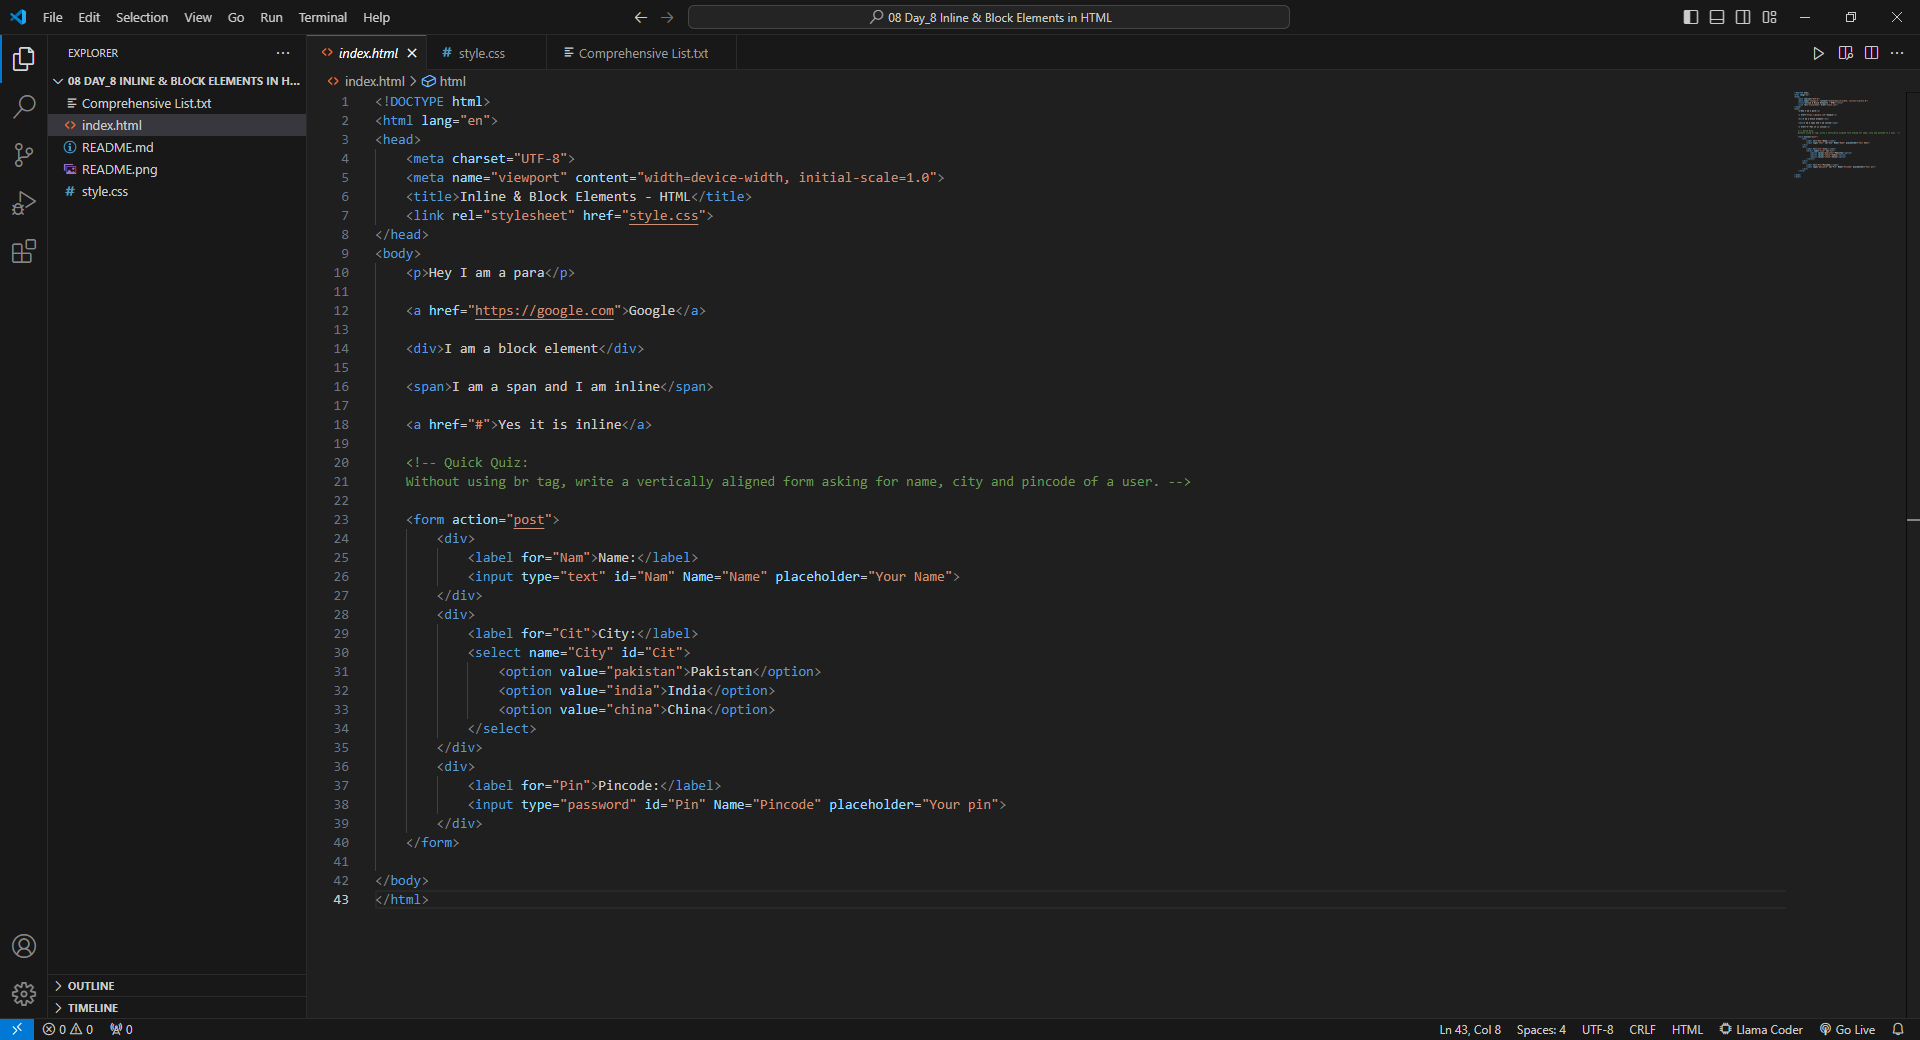 File Edit Selection View Go Run Terminal Help
08 Day_8 Inline & Block Elements in HTML
EXPLORER
08 DAY_8 INLINE & BLOCK ELEMENTS IN H...
Comprehensive List.txt
index.html
README.md
README.png
style.css
OUTLINE
TIMELINE
index.html style.css Comprehensive List.txt
index.html > html
1 <!DOCTYPE html>
2 <html lang="en">
3 <head>
4 <meta charset="UTF-8">
5 <meta name="viewport" content="width=device-width, initial-scale=1.0">
6 <title>Inline & Block Elements - HTML</title>
7 <link rel="stylesheet" href="style.css">
8 </head>
9 <body>
10 <p>Hey I am a para</p>
11
12 <a href="https://google.com">Google</a>
13
14 <div>I am a block element</div>
15
16 <span>I am a span and I am inline</span>
17
18 <a href="#">Yes it is inline</a>
19
20 <!-- Quick Quiz:
21 Without using br tag, write a vertically aligned form asking for name, city and pincode of a user. -->
22
23 <form action="post">
24 <div>
25 <label for="Nam">Name:</label>
26 <input type="text" id="Nam" Name="Name" placeholder="Your Name">
27 </div>
28 <div>
29 <label for="Cit">City:</label>
30 <select name="City" id="Cit">
31 <option value="pakistan">Pakistan</option>
32 <option value="india">India</option>
33 <option value="china">China</option>
34 </select>
35 </div>
36 <div>
37 <label for="Pin">Pincode:</label>
38 <input type="password" id="Pin" Name="Pincode" placeholder="Your pin">
39 </div>
40 </form>
41
42 </body>
43 </html>
0 0 0
Ln 43, Col 8 Spaces: 4 UTF-8 CRLF HTML Llama Coder Go Live